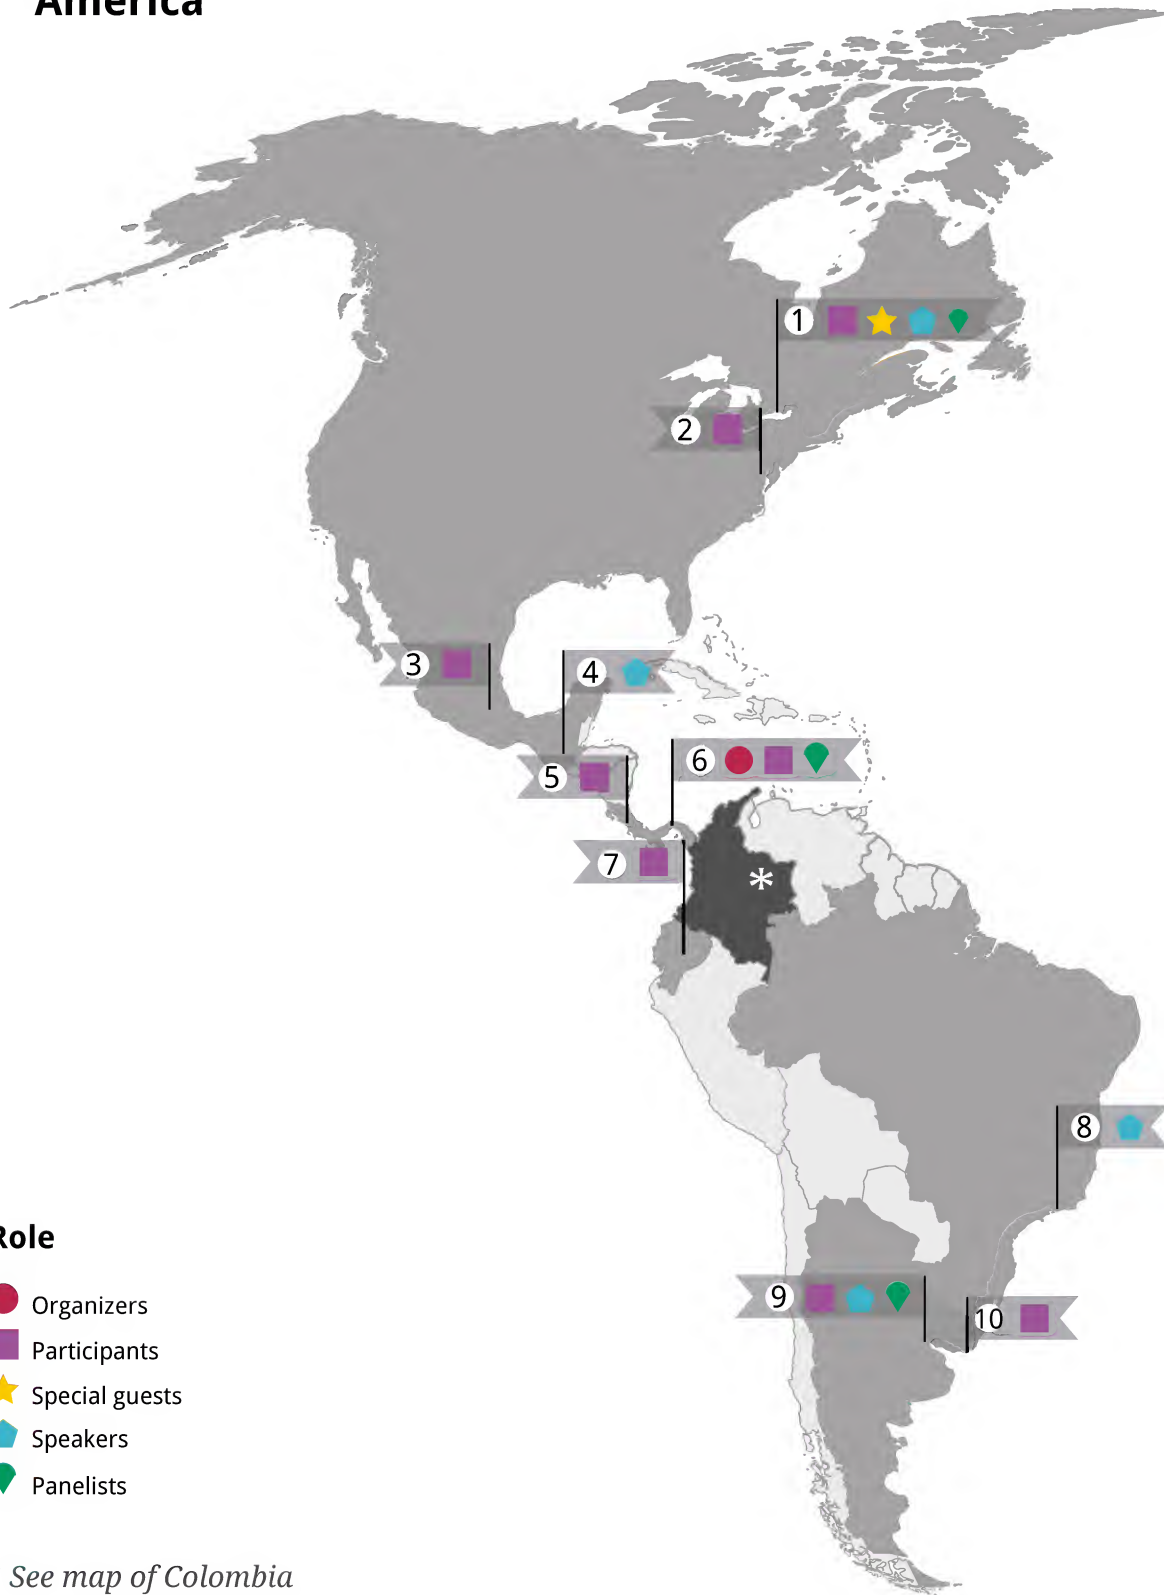 America
1
2
3
4
5
6
7
*
8
9
10
Role
Organizers
Participants
Special guests
Speakers
Panelists
See map of Colombia